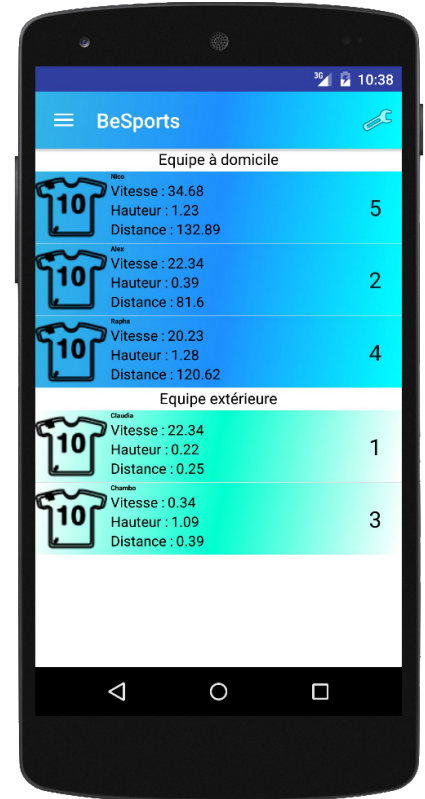 3G 10:38
BeSports
Equipe à domicile
Nico
10 Vitesse : 34.68
Hauteur : 1.23
Distance : 132.89
5
Alex
10 Vitesse : 22.34
Hauteur : 0.39
Distance : 81.6
2
Rapha
10 Vitesse : 20.23
Hauteur : 1.28
Distance : 120.62
4
Equipe extérieure
Claudia
10 Vitesse : 22.34
Hauteur : 0.22
Distance : 0.25
1
Chambo
10 Vitesse : 0.34
Hauteur : 1.09
Distance : 0.39
3